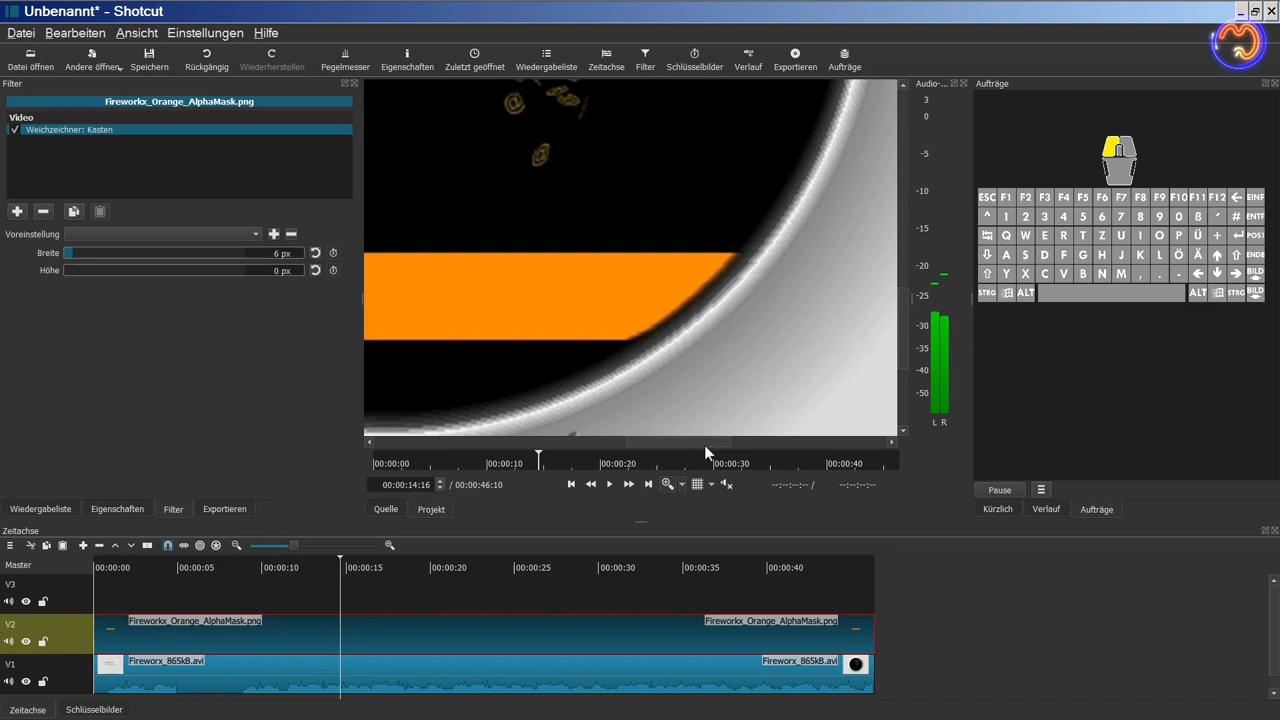 Unbenannt* - Shotcut
Datei Bearbeiten Ansicht Einstellungen Hilfe
Datei öffnen Andere öffnen Speichern Rückgängig Wiederherstellen Pegelmesser Eigenschaften Zuletzt geöffnet Wiedergabeliste Zeitachse Filter Schlüsselbilder Verlauf Exportieren Aufträge
Filter
Fireworkx_Orange_AlphaMask.png
Video
✓ Weichzeichner: Kasten
Voreinstellung
Breite 6 px
Höhe 0 px
Audio-...
3
0
-5
-10
-15
-20
-25
-30
-35
-40
-50
L R
Aufträge
ESC F1 F2 F3 F4 F5 F6 F7 F8 F9 F10 F11 F12 ← EINF
^ 1 2 3 4 5 6 7 8 9 0 ß ´ # ENTF
Q W E R T Z U I O P Ü + POS1
A S D F G H J K L Ö Ä ENDE
Y X C V B N M , . - BILD
STRG ALT ALT STRG BILD
00:00:00 00:00:10 00:00:20 00:00:30 00:00:40
00:00:14:16 / 00:00:46:10
--:--:--:-- / --:--:--:--
Pause
Wiedergabeliste Eigenschaften Filter Exportieren
Quelle Projekt
Kürzlich Verlauf Aufträge
Zeitachse
Master
00:00:00 00:00:05 00:00:10 00:00:15 00:00:20 00:00:25 00:00:30 00:00:35 00:00:40
V3
V2
Fireworkx_Orange_AlphaMask.png Fireworkx_Orange_AlphaMask.png
V1
Fireworx_865kB.avi Fireworx_865kB.avi
Zeitachse Schlüsselbilder